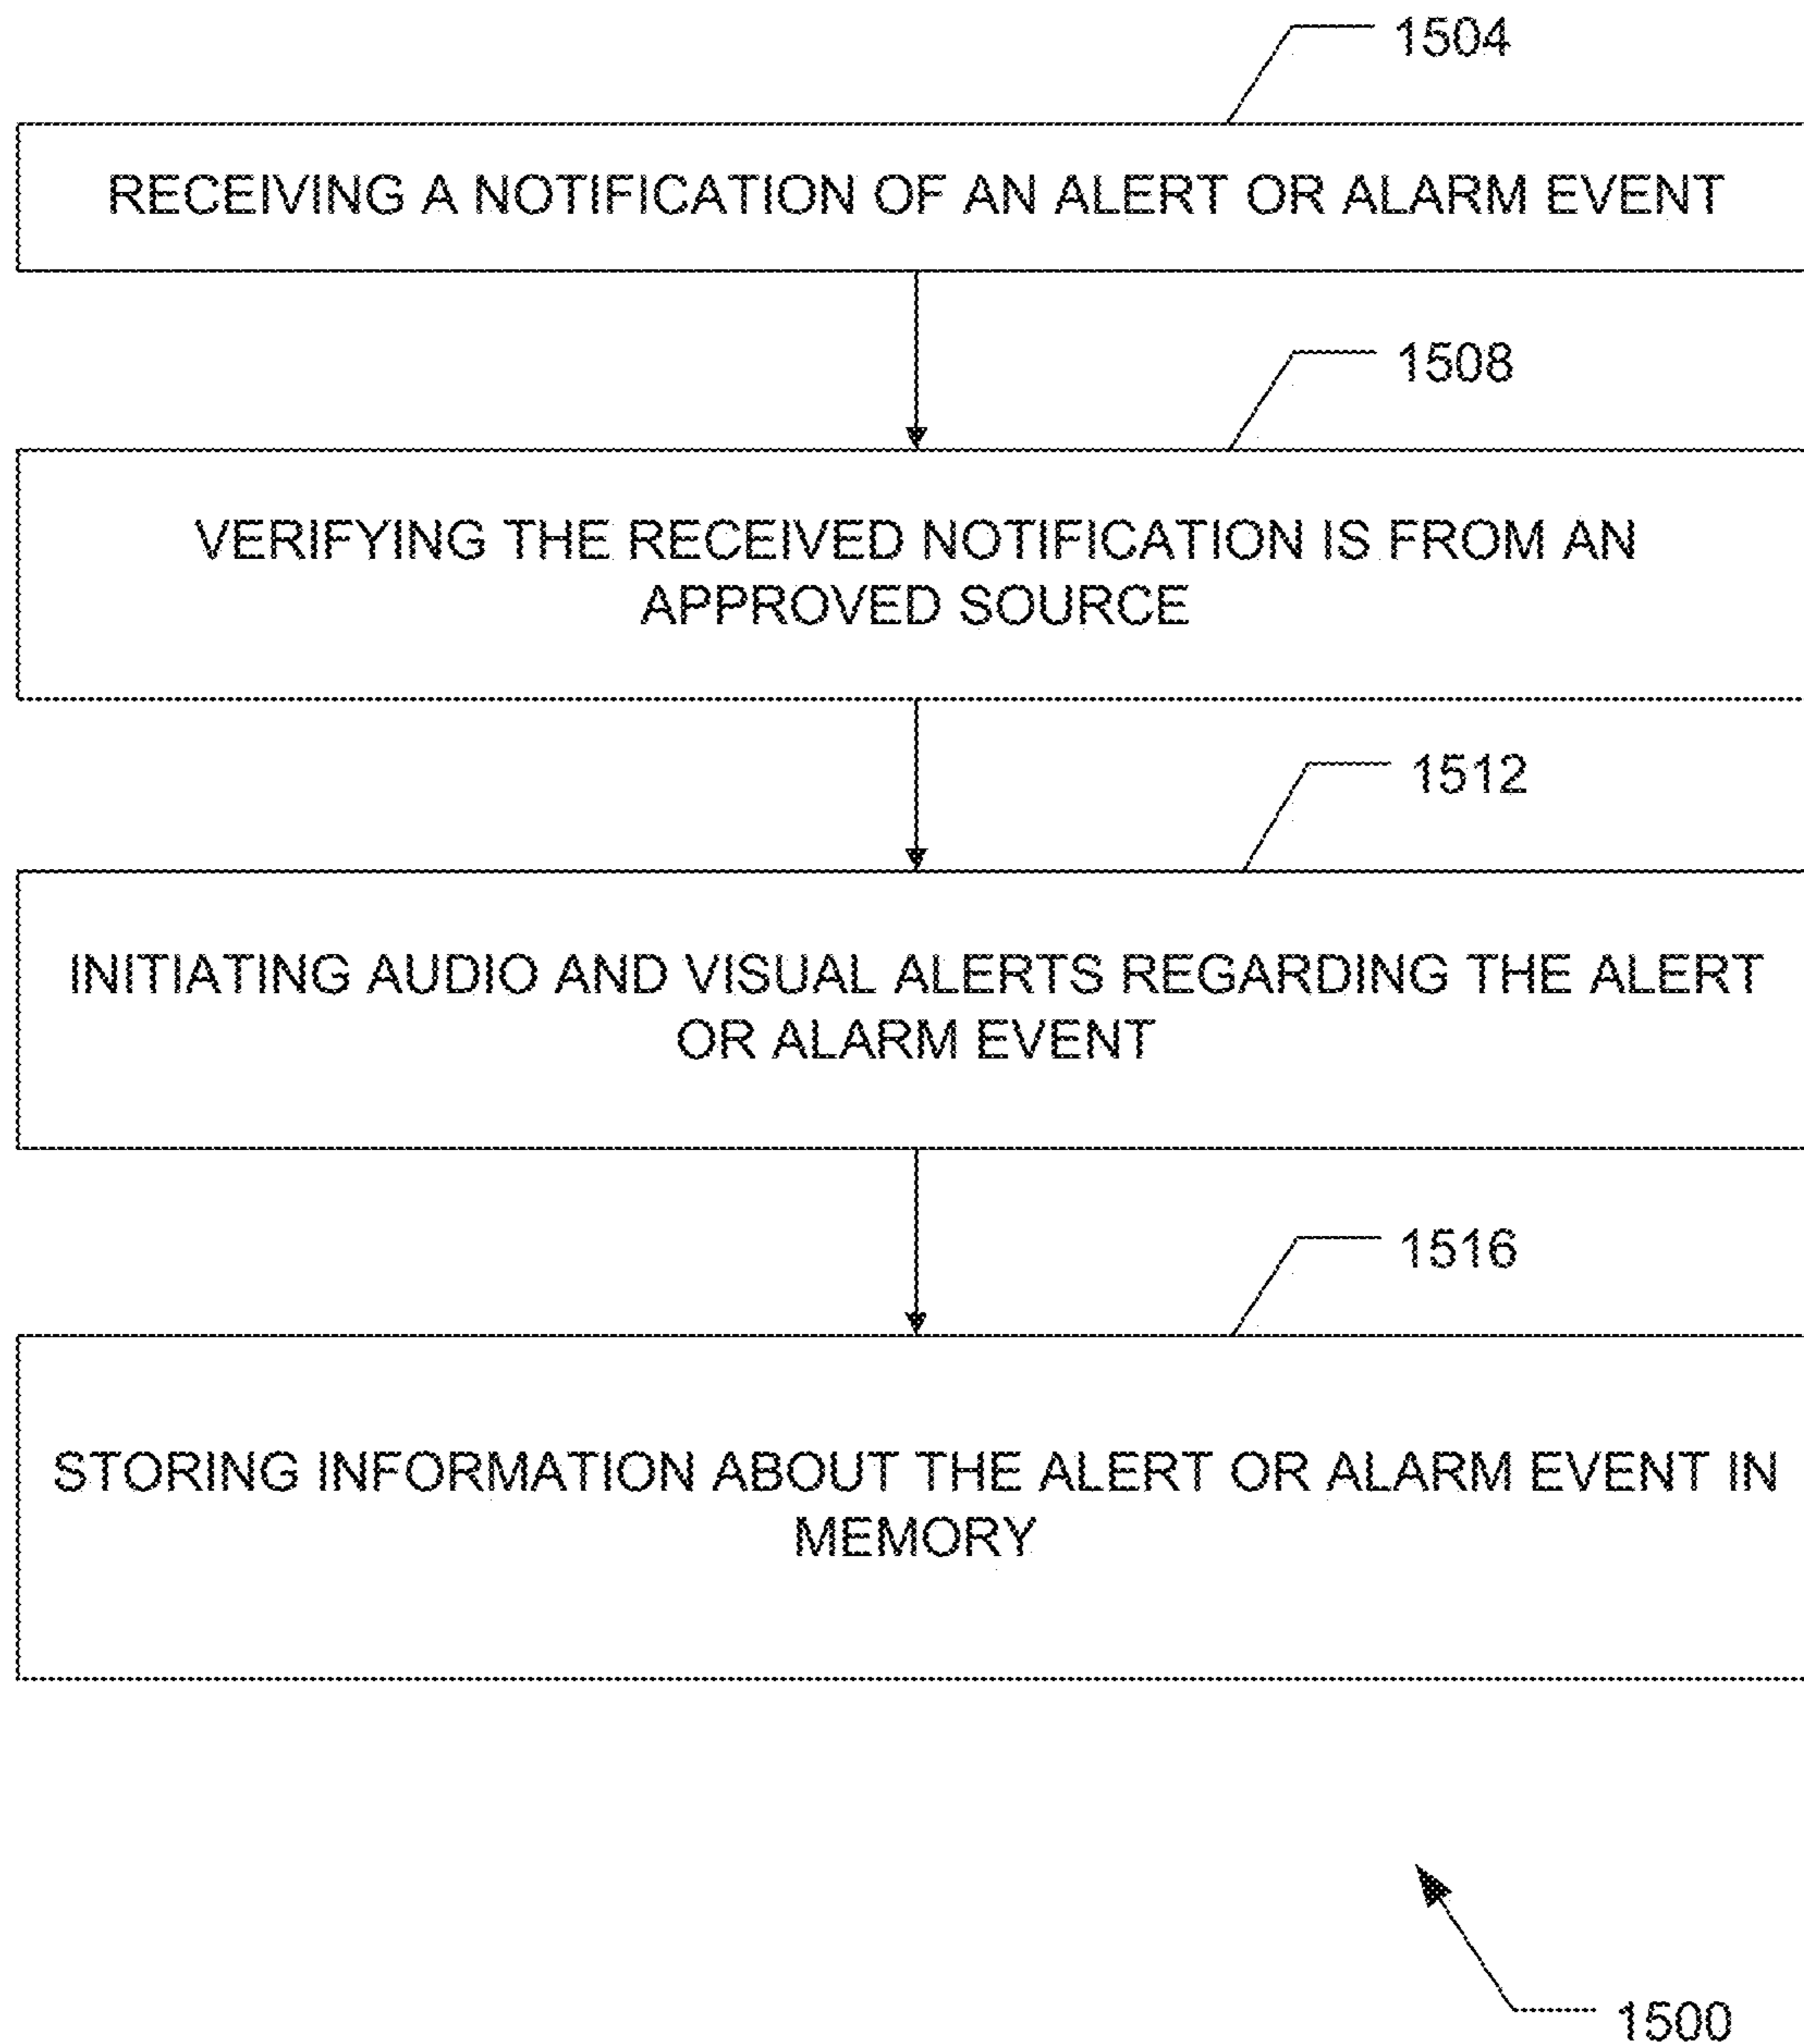 1504
RECEIVING A NOTIFICATION OF AN ALERT OR ALARM EVENT
1508
VERIFYING THE RECEIVED NOTIFICATION IS FROM AN
APPROVED SOURCE
1512
INITIATING AUDIO AND VISUAL ALERTS REGARDING THE ALERT
OR ALARM EVENT
1516
STORING INFORMATION ABOUT THE ALERT OR ALARM EVENT IN
MEMORY
1500